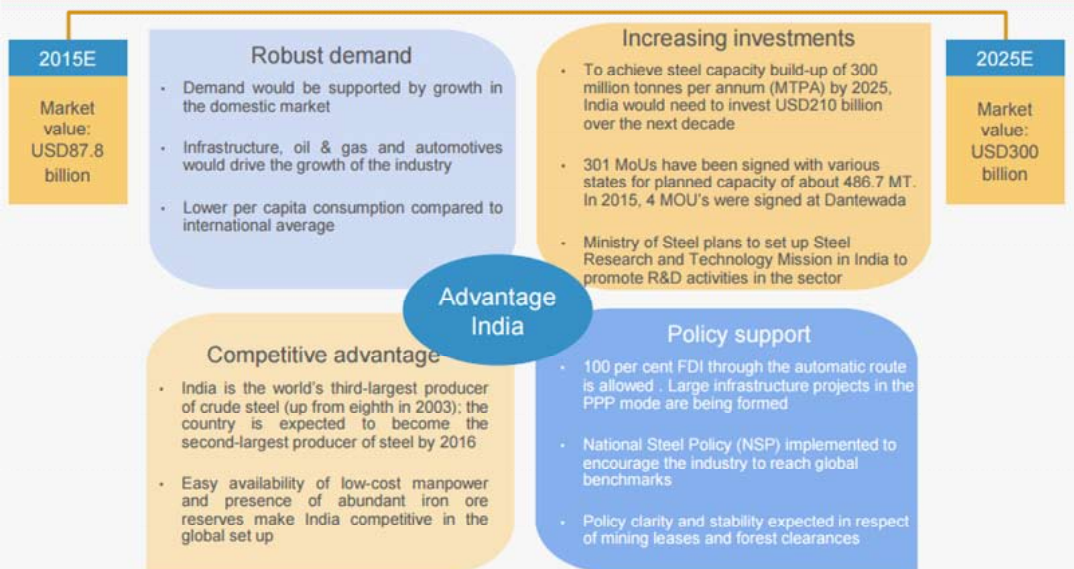 2015E
Market
value:
USD87.8
billion
Robust demand
• Demand would be supported by growth in
the domestic market
• Infrastructure, oil & gas and automotives
would drive the growth of the industry
• Lower per capita consumption compared to
international average
Increasing investments
• To achieve steel capacity build-up of 300
million tonnes per annum (MTPA) by 2025,
India would need to invest USD210 billion
over the next decade
• 301 MoUs have been signed with various
states for planned capacity of about 486.7 MT.
In 2015, 4 MOU's were signed at Dantewada
• Ministry of Steel plans to set up Steel
Research and Technology Mission in India to
promote R&D activities in the sector
2025E
Market
value:
USD300
billion
Advantage
India
Competitive advantage
• India is the world's third-largest producer
of crude steel (up from eighth in 2003); the
country is expected to become the
second-largest producer of steel by 2016
• Easy availability of low-cost manpower
and presence of abundant iron ore
reserves make India competitive in the
global set up
Policy support
• 100 per cent FDI through the automatic route
is allowed . Large infrastructure projects in the
PPP mode are being formed
• National Steel Policy (NSP) implemented to
encourage the industry to reach global
benchmarks
• Policy clarity and stability expected in respect
of mining leases and forest clearances